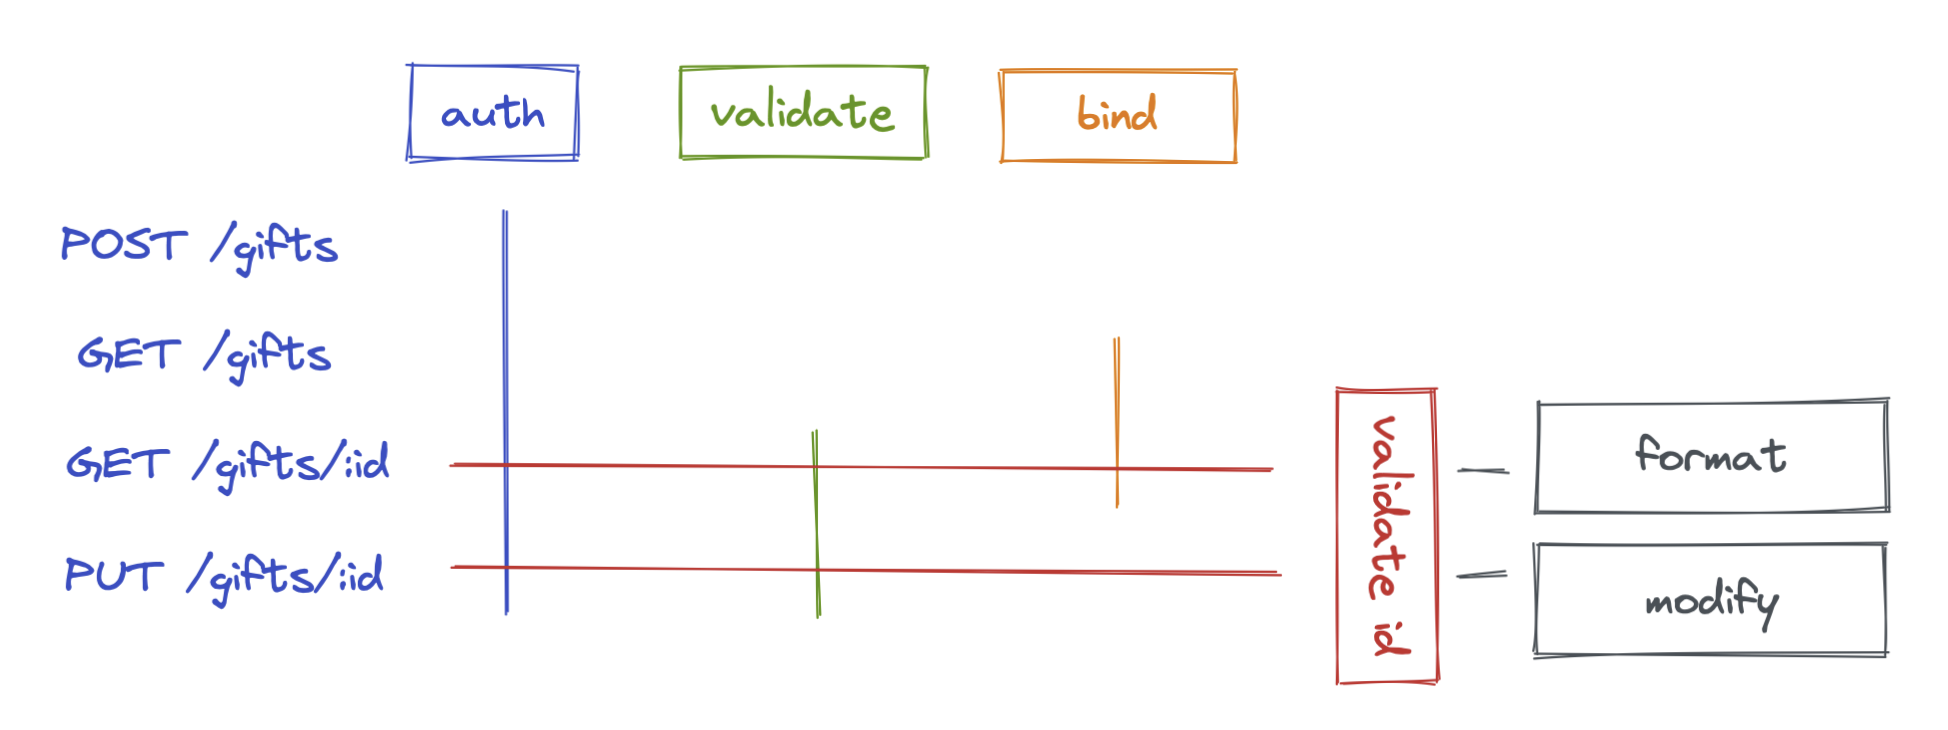 auth
validate
bind
POST /gifts
GET /gifts
GET /gifts/:id
PUT /gifts/:id
validate id
format
modify